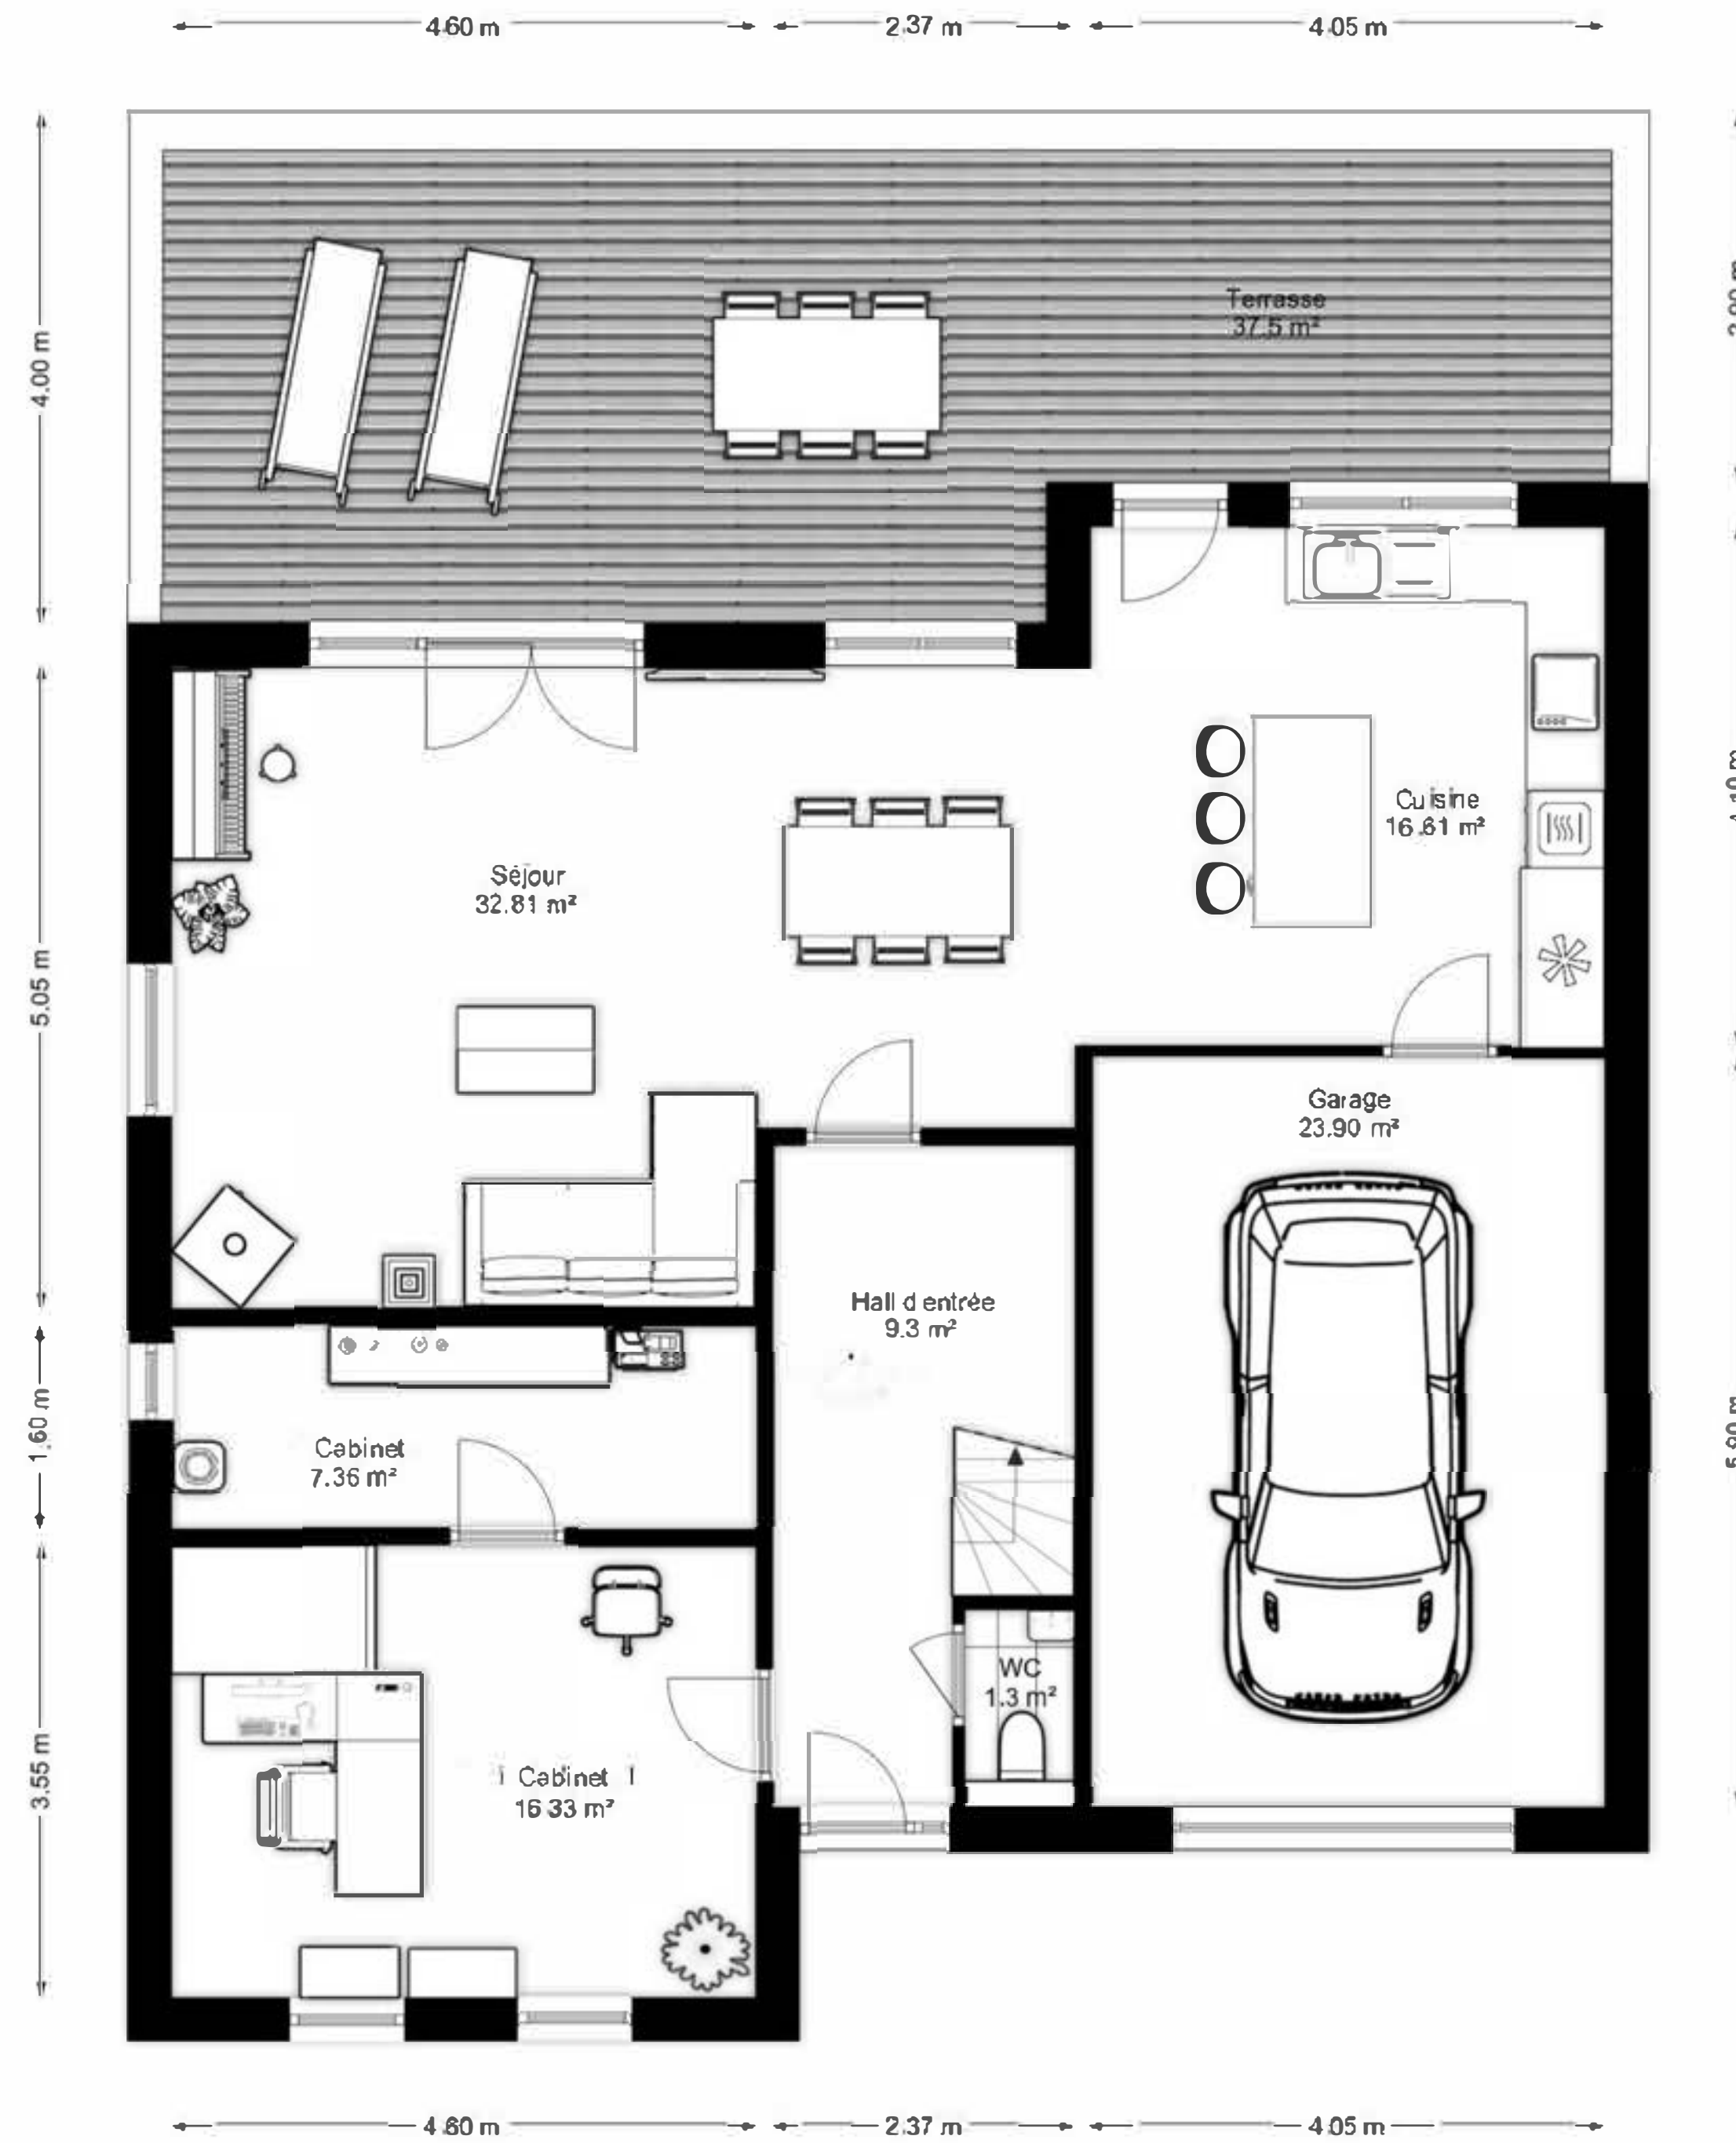 4.60 m
2.37 m
4.05 m
4.00 m
Terrasse
37.5 m²
Cuisine
16.61 m²
Séjour
32.81 m²
5.05 m
Garage
23.90 m²
Hall d entrée
9.3 m²
1.60 m
Cabinet
7.36 m²
WC
1.3 m²
3.55 m
Cabinet
16.33 m²
4.60 m
2.37 m
4.05 m